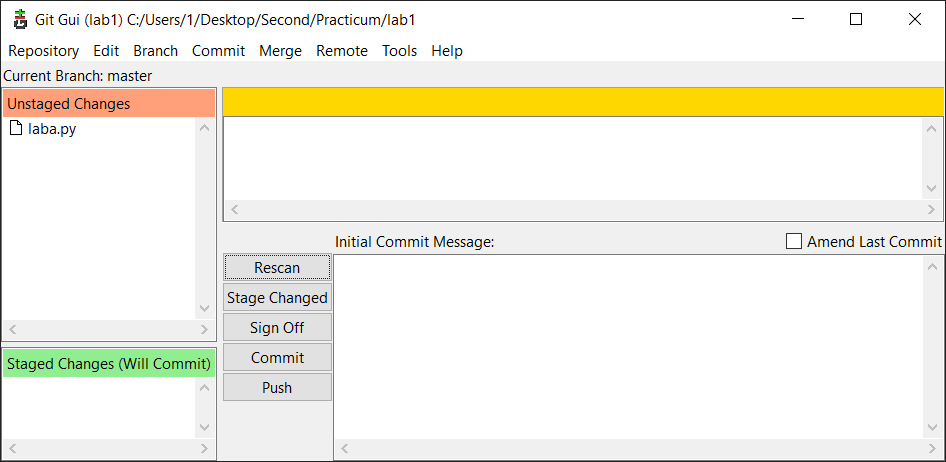 Git Gui (lab1) C:/Users/1/Desktop/Second/Practicum/lab1
Repository Edit Branch Commit Merge Remote Tools Help
Current Branch: master
Unstaged Changes
laba.py
Staged Changes (Will Commit)
Initial Commit Message:
Amend Last Commit
Rescan
Stage Changed
Sign Off
Commit
Push